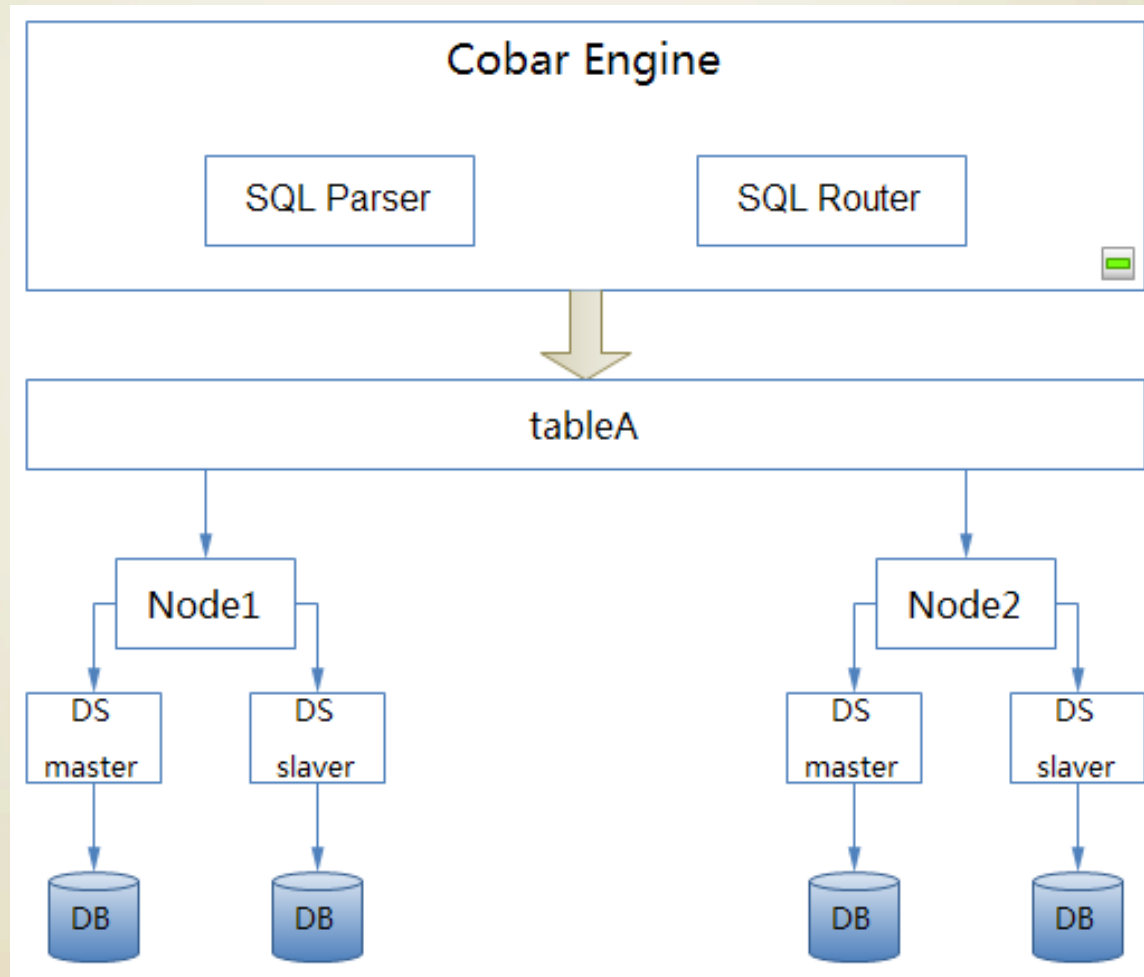 Cobar Engine
SQL Parser
SQL Router
tableA
Node1
Node2
DS
master
DS
slaver
DS
master
DS
slaver
DB
DB
DB
DB